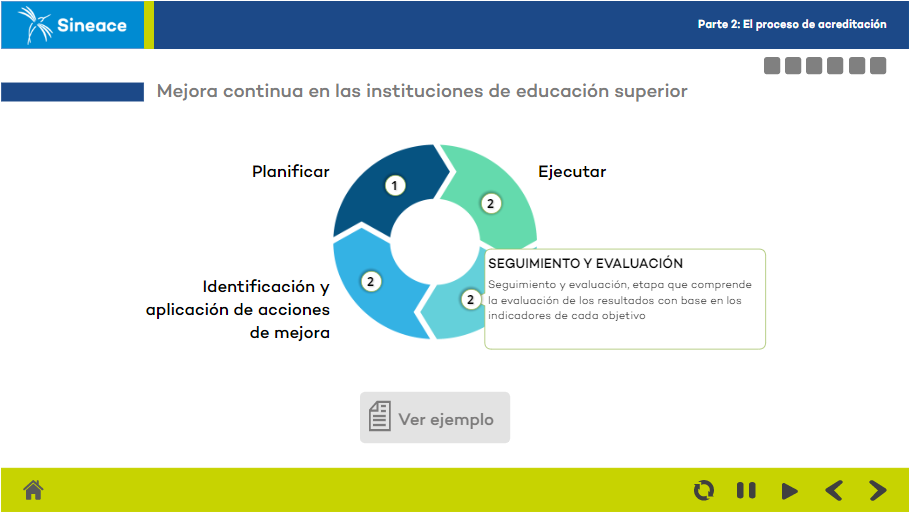 Sineace
Parte 2: El proceso de acreditación
Mejora continua en las instituciones de educación superior
Planificar
Ejecutar
1
2
SEGUIMIENTO Y EVALUACIÓN
Seguimiento y evaluación, etapa que comprende
la evaluación de los resultados con base en los
indicadores de cada objetivo
2
2
Identificación y
aplicación de acciones
de mejora
Ver ejemplo